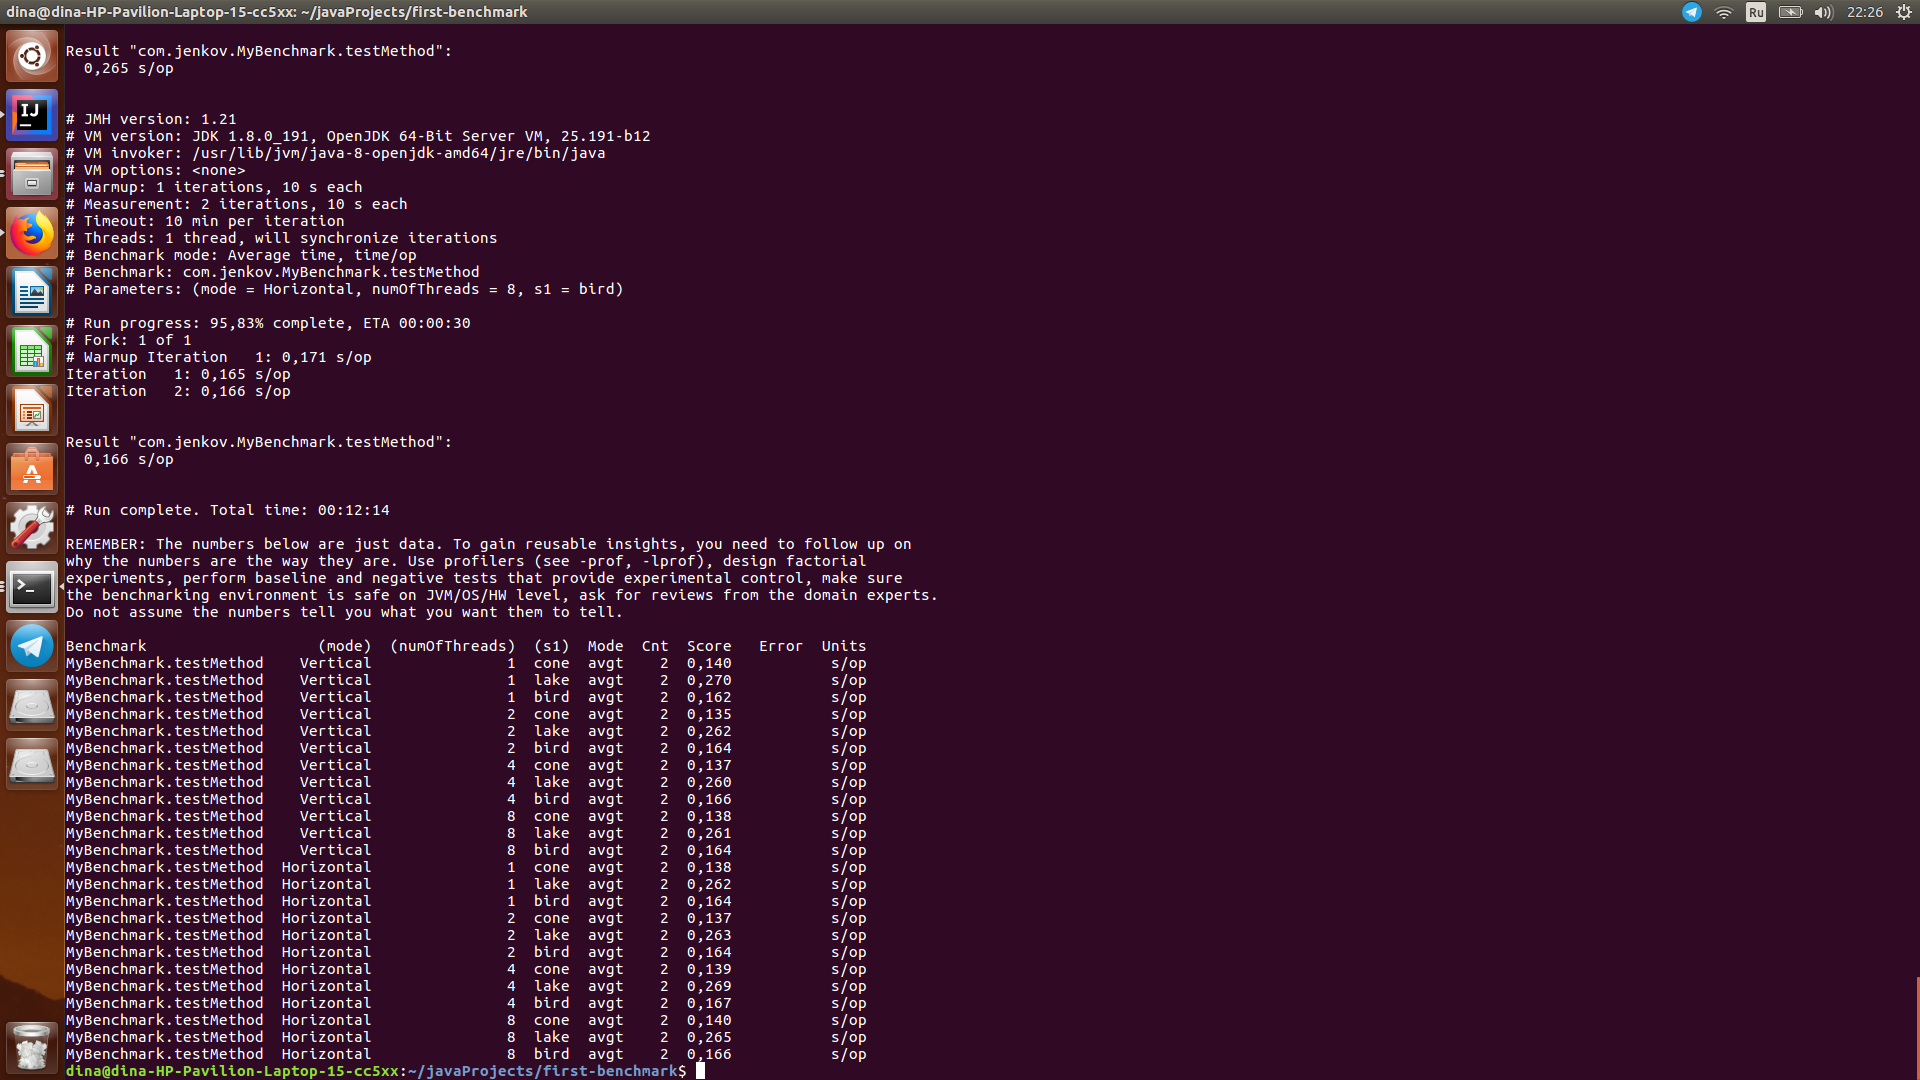 dina@dina-HP-Pavilion-Laptop-15-cc5xx: ~/javaProjects/first-benchmark
Ru
22:26
Result "com.jenkov.MyBenchmark.testMethod":
  0,265 s/op
# JMH version: 1.21
# VM version: JDK 1.8.0_191, OpenJDK 64-Bit Server VM, 25.191-b12
# VM invoker: /usr/lib/jvm/java-8-openjdk-amd64/jre/bin/java
# VM options: <none>
# Warmup: 1 iterations, 10 s each
# Measurement: 2 iterations, 10 s each
# Timeout: 10 min per iteration
# Threads: 1 thread, will synchronize iterations
# Benchmark mode: Average time, time/op
# Benchmark: com.jenkov.MyBenchmark.testMethod
# Parameters: (mode = Horizontal, numOfThreads = 8, s1 = bird)
# Run progress: 95,83% complete, ETA 00:00:30
# Fork: 1 of 1
# Warmup Iteration   1: 0,171 s/op
Iteration   1: 0,165 s/op
Iteration   2: 0,166 s/op
Result "com.jenkov.MyBenchmark.testMethod":
  0,166 s/op
# Run complete. Total time: 00:12:14
REMEMBER: The numbers below are just data. To gain reusable insights, you need to follow up on
why the numbers are the way they are. Use profilers (see -prof, -lprof), design factorial
experiments, perform baseline and negative tests that provide experimental control, make sure
the benchmarking environment is safe on JVM/OS/HW level, ask for reviews from the domain experts.
Do not assume the numbers tell you what you want them to tell.
Benchmark                   (mode)  (numOfThreads)  (s1)  Mode  Cnt  Score   Error  Units
MyBenchmark.testMethod    Vertical               1  cone  avgt    2  0,140           s/op
MyBenchmark.testMethod    Vertical               1  lake  avgt    2  0,270           s/op
MyBenchmark.testMethod    Vertical               1  bird  avgt    2  0,162           s/op
MyBenchmark.testMethod    Vertical               2  cone  avgt    2  0,135           s/op
MyBenchmark.testMethod    Vertical               2  lake  avgt    2  0,262           s/op
MyBenchmark.testMethod    Vertical               2  bird  avgt    2  0,164           s/op
MyBenchmark.testMethod    Vertical               4  cone  avgt    2  0,137           s/op
MyBenchmark.testMethod    Vertical               4  lake  avgt    2  0,260           s/op
MyBenchmark.testMethod    Vertical               4  bird  avgt    2  0,166           s/op
MyBenchmark.testMethod    Vertical               8  cone  avgt    2  0,138           s/op
MyBenchmark.testMethod    Vertical               8  lake  avgt    2  0,261           s/op
MyBenchmark.testMethod    Vertical               8  bird  avgt    2  0,164           s/op
MyBenchmark.testMethod  Horizontal               1  cone  avgt    2  0,138           s/op
MyBenchmark.testMethod  Horizontal               1  lake  avgt    2  0,262           s/op
MyBenchmark.testMethod  Horizontal               1  bird  avgt    2  0,164           s/op
MyBenchmark.testMethod  Horizontal               2  cone  avgt    2  0,137           s/op
MyBenchmark.testMethod  Horizontal               2  lake  avgt    2  0,263           s/op
MyBenchmark.testMethod  Horizontal               2  bird  avgt    2  0,164           s/op
MyBenchmark.testMethod  Horizontal               4  cone  avgt    2  0,139           s/op
MyBenchmark.testMethod  Horizontal               4  lake  avgt    2  0,269           s/op
MyBenchmark.testMethod  Horizontal               4  bird  avgt    2  0,167           s/op
MyBenchmark.testMethod  Horizontal               8  cone  avgt    2  0,140           s/op
MyBenchmark.testMethod  Horizontal               8  lake  avgt    2  0,265           s/op
MyBenchmark.testMethod  Horizontal               8  bird  avgt    2  0,166           s/op
dina@dina-HP-Pavilion-Laptop-15-cc5xx:~/javaProjects/first-benchmark$
IJ